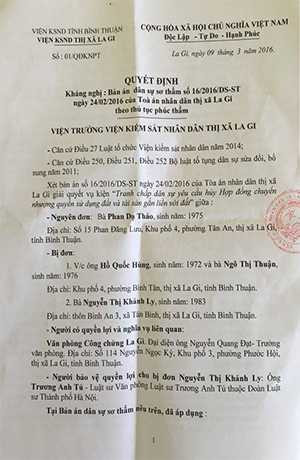 VIỆN KSND TỈNH BÌNH THUẬN
VIỆN KSND THỊ XÃ LA GI
Số: 01/QĐKNPT
CỘNG HÒA XÃ HỘI CHỦ NGHĨA VIỆT NAM
Độc Lập - Tự Do - Hạnh Phúc
La Gi, ngày 09 tháng 3 năm 2016.
QUYẾT ĐỊNH
Kháng nghị: Bản án dân sự sơ thẩm số 16/2016/DS-ST
ngày 24/02/2016 của Toà án nhân dân thị xã La Gi
theo thủ tục phúc thẩm
VIỆN TRƯỞNG VIỆN KIỂM SÁT NHÂN DÂN THỊ XÃ LA GI
- Căn cứ Điều 27 Luật tổ chức Viện kiểm sát nhân dân năm 2014;
- Căn cứ Điều 250, 251, 252 Bộ luật tố tụng dân sự sửa đổi, bổ
sung năm 2011;
Xét bản án số 16/2016/DS-ST ngày 24/02/2016 của Tòa án nhân dân thị xã
La Gi giải quyết vụ kiện "Tranh chấp dân sự yêu cầu hủy Hợp đồng chuyển
nhượng quyền sử dụng đất và tài sản gắn liền với đất" giữa :
- Nguyên đơn: Bà Phan Dạ Thảo, sinh năm: 1975
Địa chỉ: Số 15 Phan Đăng Lưu, Khu phố 4, phường Tân An, thị xã La Gi,
tỉnh Bình Thuận.
- Bị đơn:
1. V/c ông Hồ Quốc Hùng, sinh năm: 1972 và bà Ngô Thị Thuận,
sinh năm: 1976
Địa chỉ: Khu phố 4, phường Bình Tân, thị xã La Gi, tỉnh Bình Thuận.
2. Bà Nguyễn Thị Khánh Ly, sinh năm: 1983
Địa chỉ: thôn Bình An 3, xã Tân Bình, thị xã La Gi, tỉnh Bình Thuận.
- Người có quyền lợi và nghĩa vụ liên quan:
Văn phòng Công chứng La Gi. Đại diện ông Nguyễn Quang Đạt- Trưởng
văn phòng. Địa chỉ: Số 114 Nguyễn Ngọc Kỳ, Khu phố 3, phường Phước Hội,
thị xã La Gi, tỉnh Bình Thuận.
- Người bảo vệ quyền lợi cho bị đơn Nguyễn Thị Khánh Ly: Ông
Trương Anh Tú - Luật sư Văn phòng Luật sư Trương Anh Tú thuộc Đoàn Luật
sư Thành phố Hà Nội.
Tại Bản án dân sự sơ thẩm nêu trên, đã áp dụng :
1